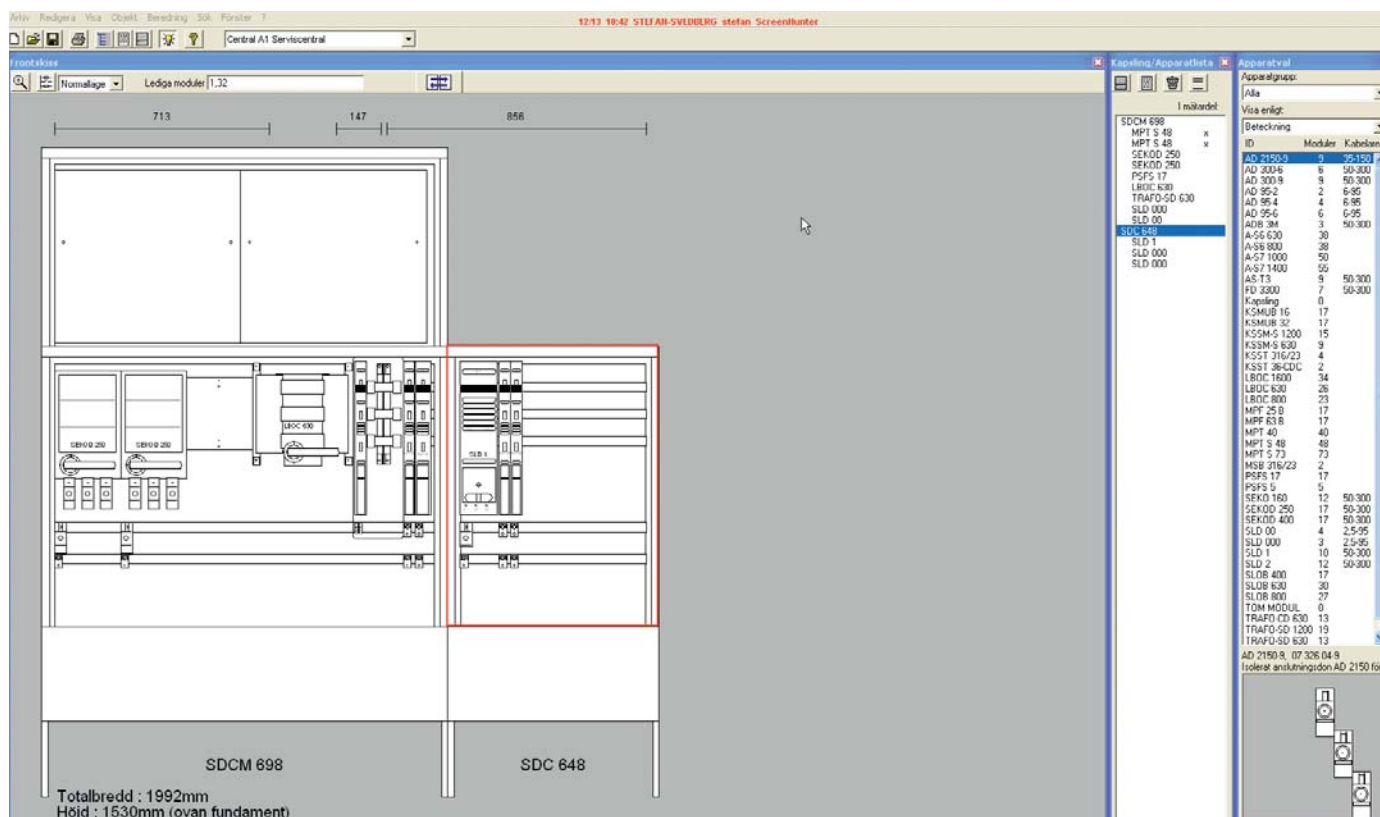 Arkiv Redigera Visa Objekt Beredning Sök Fönster ?
12/13 10:42 STEFAN-SVEDBERG stefan ScreenHunter
Central A1 Serviscentral
Frontskiss
Normalläge Lediga moduler 1,32
713 147 856
SEKOD 250 SEKOD 250 LBOC 630 SLD 1
SDCM 698 SDC 648
Totalbredd : 1992mm
Höjd : 1530mm (ovan fundament)
Kapsling/Apparatlista
I mätardel:
SDCM 698
MPT S 48 x
MPT S 48 x
SEKOD 250
SEKOD 250
PSFS 17
LBOC 630
TRAFO-SD 630
SLD 000
SLD 00
SDC 648
SLD 1
SLD 000
SLD 000
Apparatval
Apparatgrupp:
Alla
Visa enligt:
Beteckning
ID Moduler Kabelare
AD 2150-9 9 35-150
AD 300-6 6 50-300
AD 300-9 9 50-300
AD 95-2 2 6-95
AD 95-4 4 6-95
AD 95-6 6 6-95
ADB 3M 3 50-300
A-S6 630 38
A-S6 800 38
A-S7 1000 50
A-S7 1400 55
AS-T3 9 50-300
FD 3300 7 50-300
Kapsling 0
KSMUB 16 17
KSMUB 32 17
KSSM-S 1200 15
KSSM-S 630 9
KSST 316/23 4
KSST 36-CDC 2
LBOC 1600 34
LBOC 630 26
LBOC 800 23
MPF 25 B 17
MPF 63 B 17
MPT 40 40
MPT S 48 48
MPT S 73 73
MSB 316/23 2
PSFS 17 17
PSFS 5 5
SEKO 160 12 50-300
SEKOD 250 17 50-300
SEKOD 400 17 50-300
SLD 00 4 2,5-95
SLD 000 3 2,5-95
SLD 1 10 50-300
SLD 2 12 50-300
SLOB 400 17
SLOB 630 30
SLOB 800 27
TOM MODUL 0
TRAFO-CD 630 13
TRAFO-SD 1200 19
TRAFO-SD 630 13
AD 2150-9, 07 326 04-9
Isolerat anslutningsdon AD 2150 för